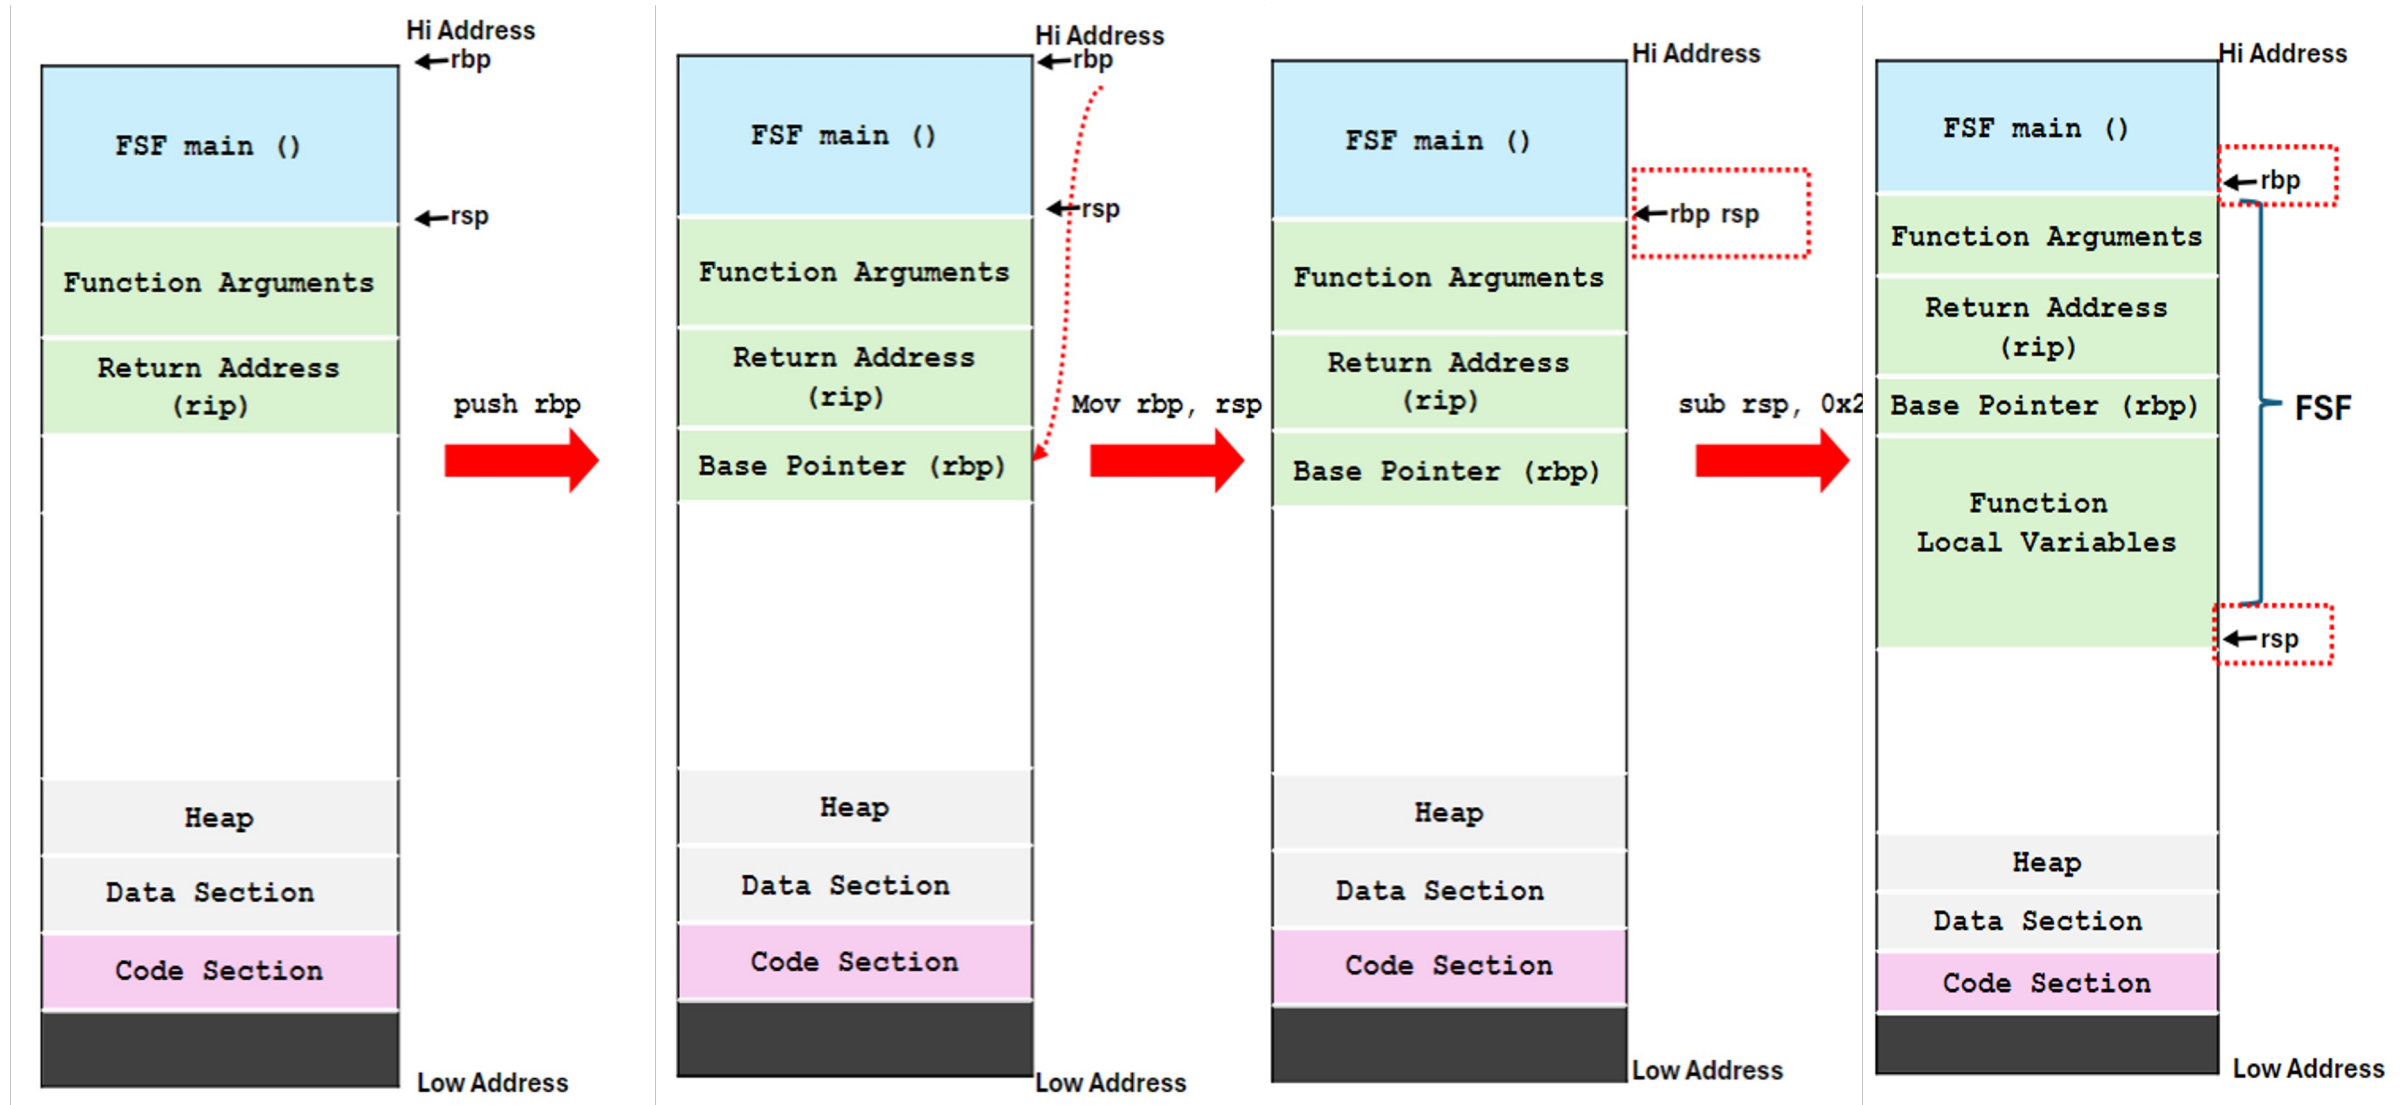 Hi Address
rbp
FSF main ()
rsp
Function Arguments
Return Address
(rip)
push rbp
Heap
Data Section
Code Section
Low Address
Hi Address
rbp
FSF main ()
rsp
Function Arguments
Return Address
(rip)
Base Pointer (rbp)
Mov rbp, rsp
Heap
Data Section
Code Section
Low Address
Hi Address
FSF main ()
rbp rsp
Function Arguments
Return Address
(rip)
Base Pointer (rbp)
sub rsp, 0x2
Heap
Data Section
Code Section
Low Address
Hi Address
FSF main ()
rbp
Function Arguments
Return Address
(rip)
Base Pointer (rbp)
FSF
Function
Local Variables
rsp
Heap
Data Section
Code Section
Low Address